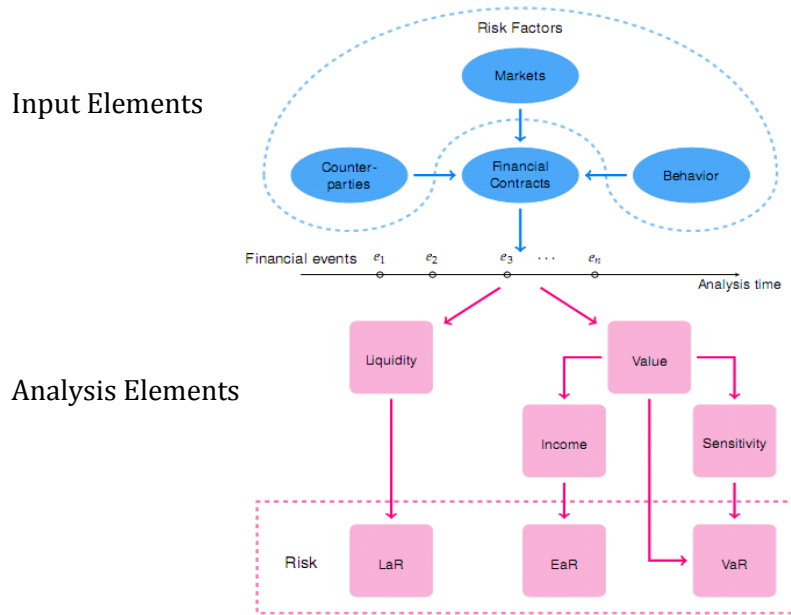 Risk Factors
Markets
Input Elements
Counter-
parties
Financial
Contracts
Behavior
Financial events
e1
e2
e3
...
en
Analysis time
Liquidity
Value
Analysis Elements
Income
Sensitivity
Risk
LaR
EaR
VaR